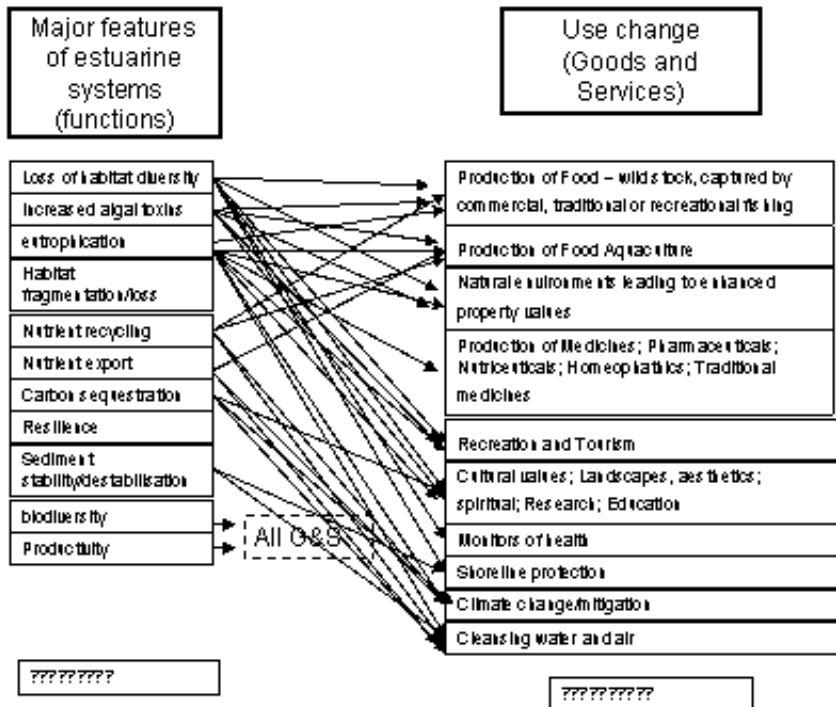 Major features
of estuarine
systems
(functions)
Use change
(Goods and
Services)
Loss of habitat diversity
Increased algal toxins
eutrophication
Habitat
fragmentation/loss
Nutrient recycling
Nutrient export
Carbon sequestration
Resilience
Sediment
stability/destabilisation
biodiversity
Productivity
All G&S
Production of Food – wild stock, captured by
commercial, traditional or recreational fishing
Production of Food Aquaculture
Natural environments leading to enhanced
property values
Production of Medicines; Pharmaceuticals;
Nutriceuticals; Homeophathics; Traditional
medicines
Recreation and Tourism
Cultural values; Landscapes, aesthetics;
spiritual; Research; Education
Monitors of health
Shoreline protection
Climate change/mitigation
Cleansing water and air
?????????
??????????